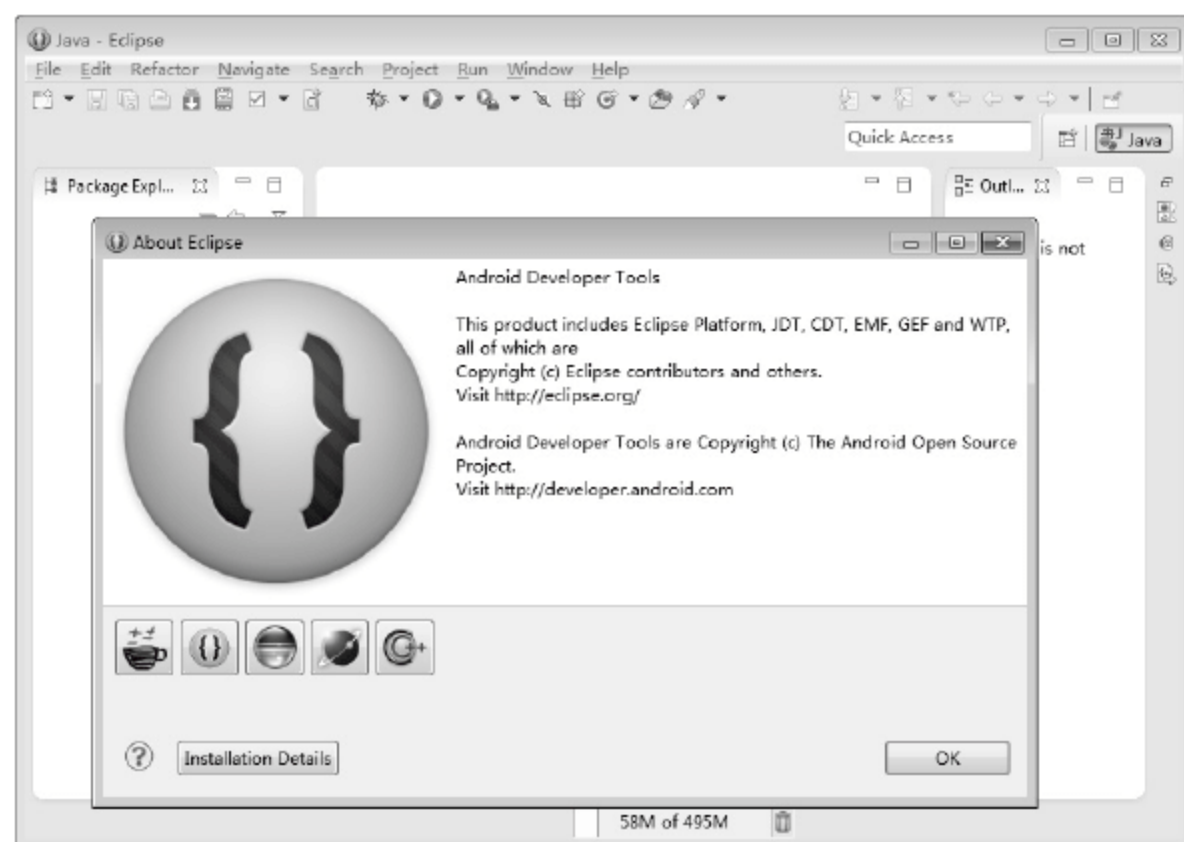 Java - Eclipse
File Edit Refactor Navigate Search Project Run Window Help
Quick Access
Java
Package Expl...
Outl...
is not
About Eclipse
Android Developer Tools
This product includes Eclipse Platform, JDT, CDT, EMF, GEF and WTP,
all of which are
Copyright (c) Eclipse contributors and others.
Visit http://eclipse.org/
Android Developer Tools are Copyright (c) The Android Open Source
Project.
Visit http://developer.android.com
Installation Details
OK
58M of 495M